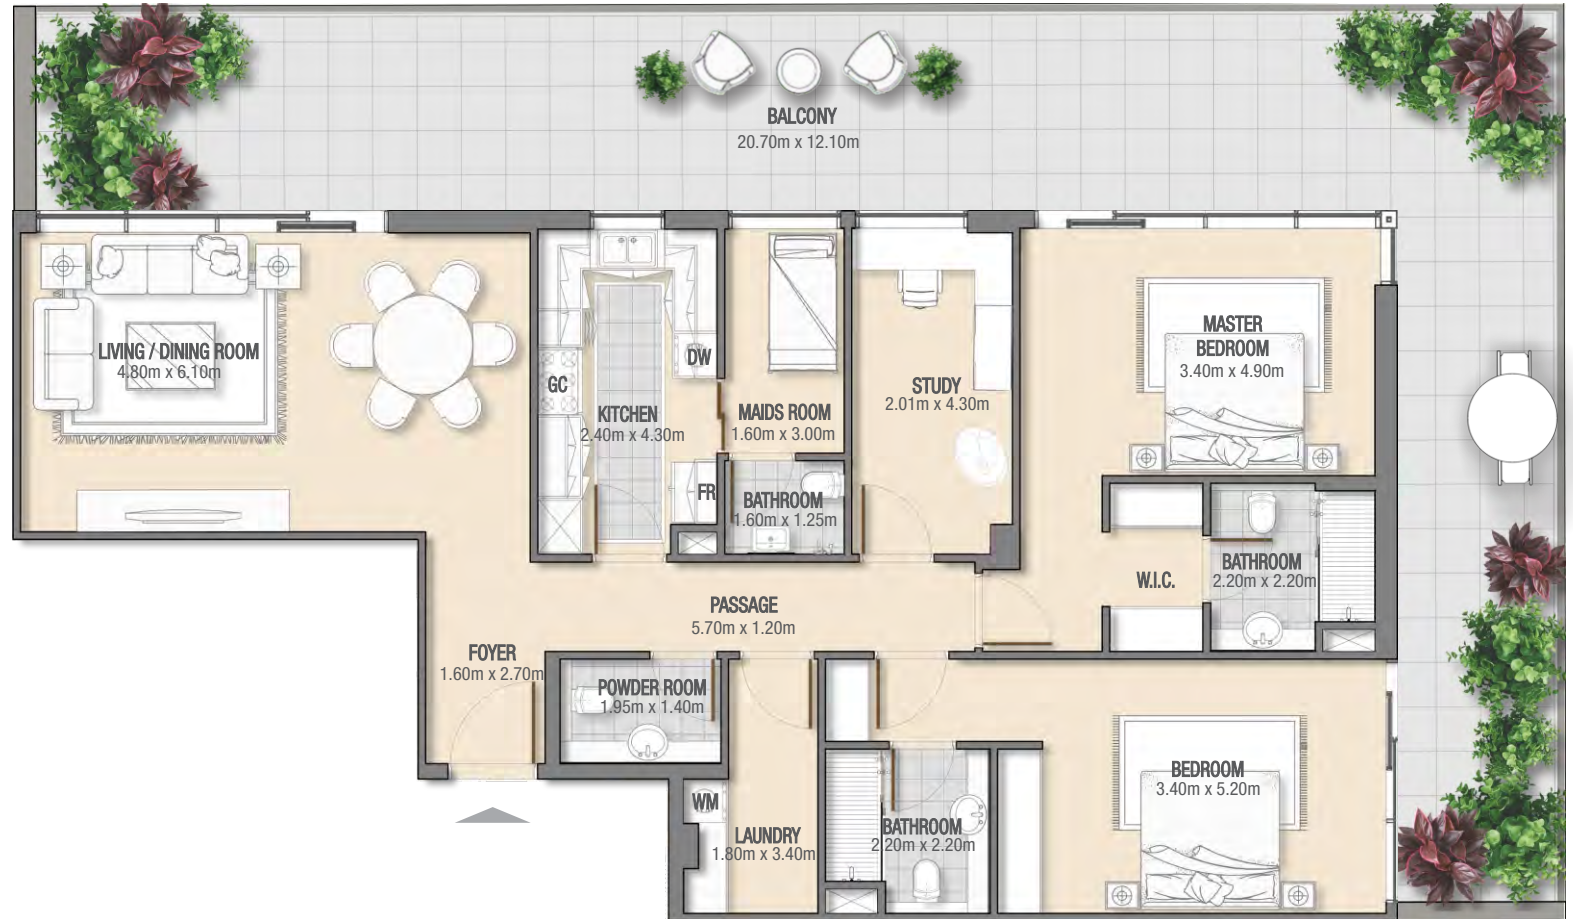 BALCONY
20.70m x 12.10m
LIVING / DINING ROOM
4.80m x 6.10m
GC
DW
KITCHEN
2.40m x 4.30m
FR
MAIDS ROOM
1.60m x 3.00m
BATHROOM
1.60m x 1.25m
STUDY
2.01m x 4.30m
MASTER
BEDROOM
3.40m x 4.90m
W.I.C.
BATHROOM
2.20m x 2.20m
PASSAGE
5.70m x 1.20m
FOYER
1.60m x 2.70m
POWDER ROOM
1.95m x 1.40m
WM
LAUNDRY
1.80m x 3.40m
BATHROOM
2.20m x 2.20m
BEDROOM
3.40m x 5.20m